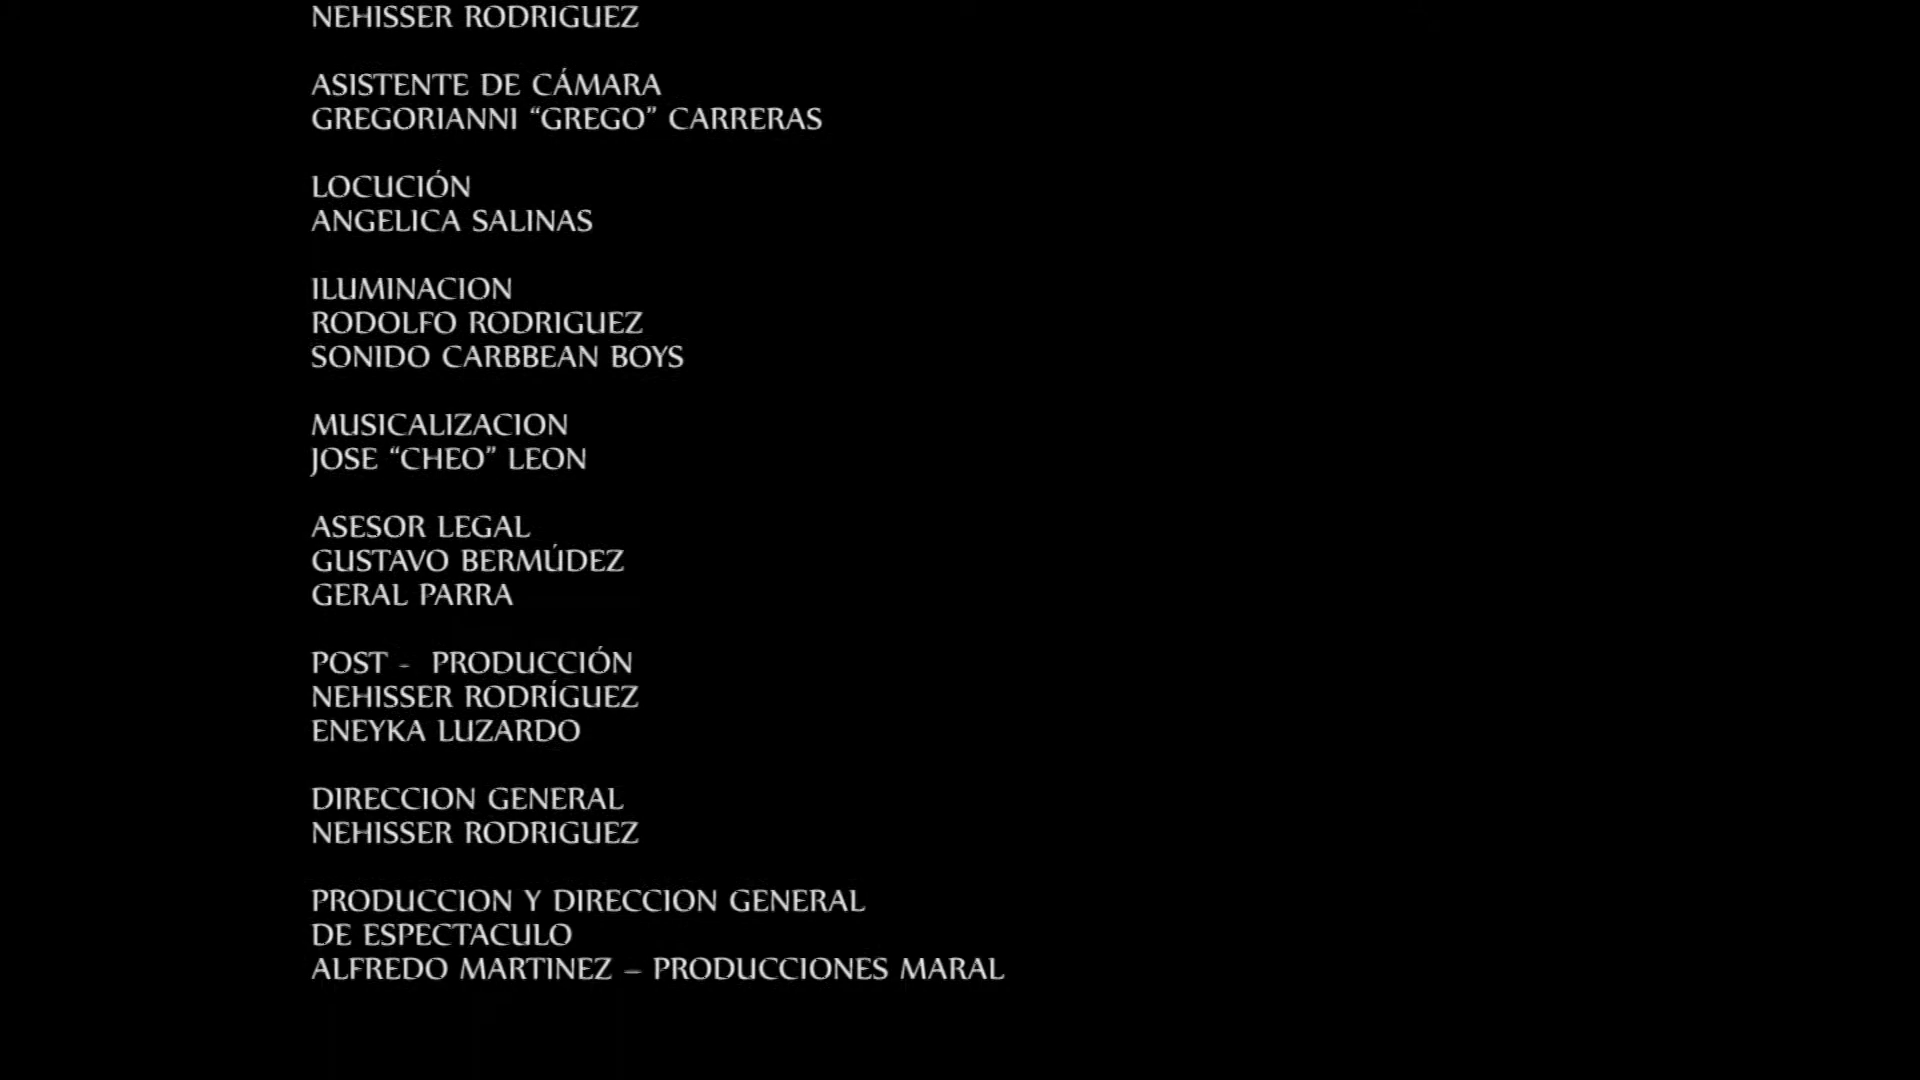 NEHISSER RODRIGUEZ
ASISTENTE DE CÁMARA
GREGORIANNI “GREGO” CARRERAS
LOCUCIÓN
ANGELICA SALINAS
ILUMINACION
RODOLFO RODRIGUEZ
SONIDO CARBBEAN BOYS
MUSICALIZACION
JOSE “CHEO” LEON
ASESOR LEGAL
GUSTAVO BERMÚDEZ
GERAL PARRA
POST -  PRODUCCIÓN
NEHISSER RODRÍGUEZ
ENEYKA LUZARDO
DIRECCION GENERAL
NEHISSER RODRIGUEZ
PRODUCCION Y DIRECCION GENERAL
DE ESPECTACULO
ALFREDO MARTINEZ – PRODUCCIONES MARAL